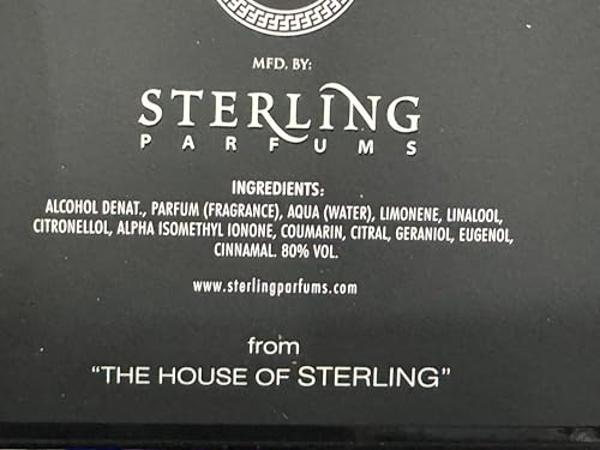 MFD. BY:
STERLING
PARFUMS
INGREDIENTS:
ALCOHOL DENAT., PARFUM (FRAGRANCE), AQUA (WATER), LIMONENE, LINALOOL,
CITRONELLOL, ALPHA ISOMETHYL IONONE, COUMARIN, CITRAL, GERANIOL, EUGENOL,
CINNAMAL. 80% VOL.
www.sterlingparfums.com
from
“THE HOUSE OF STERLING”